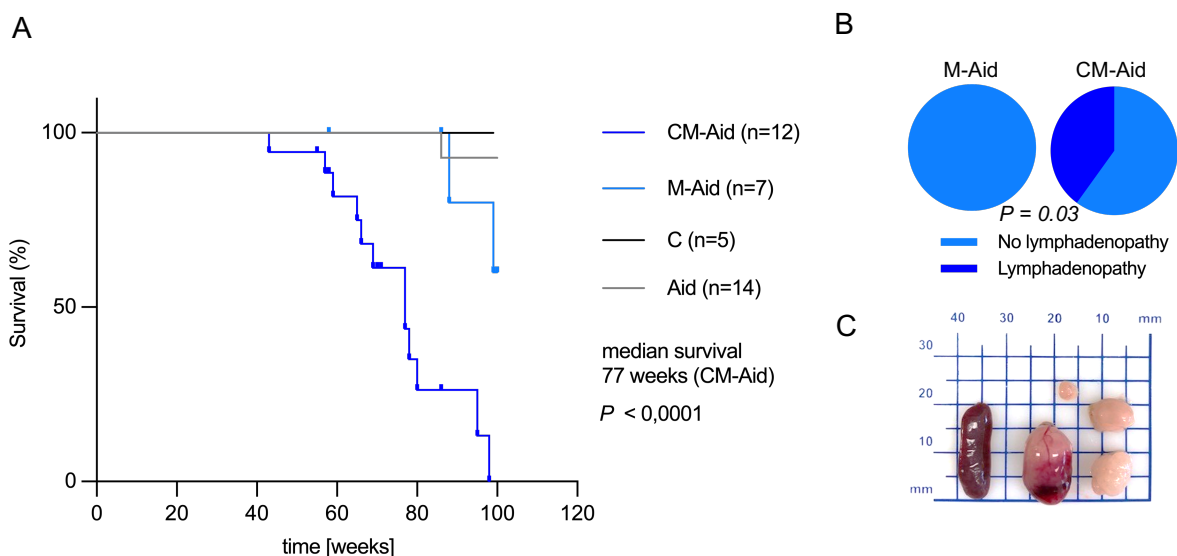 A
Survival (%)
100
50
0
0 20 40 60 80 100 120
time [weeks]
CM-Aid (n=12)
M-Aid (n=7)
C (n=5)
Aid (n=14)
median survival
77 weeks (CM-Aid)
P < 0,0001
B
M-Aid CM-Aid
P = 0.03
No lymphadenopathy
Lymphadenopathy
C
40 30 20 10 mm
30
20
10
mm